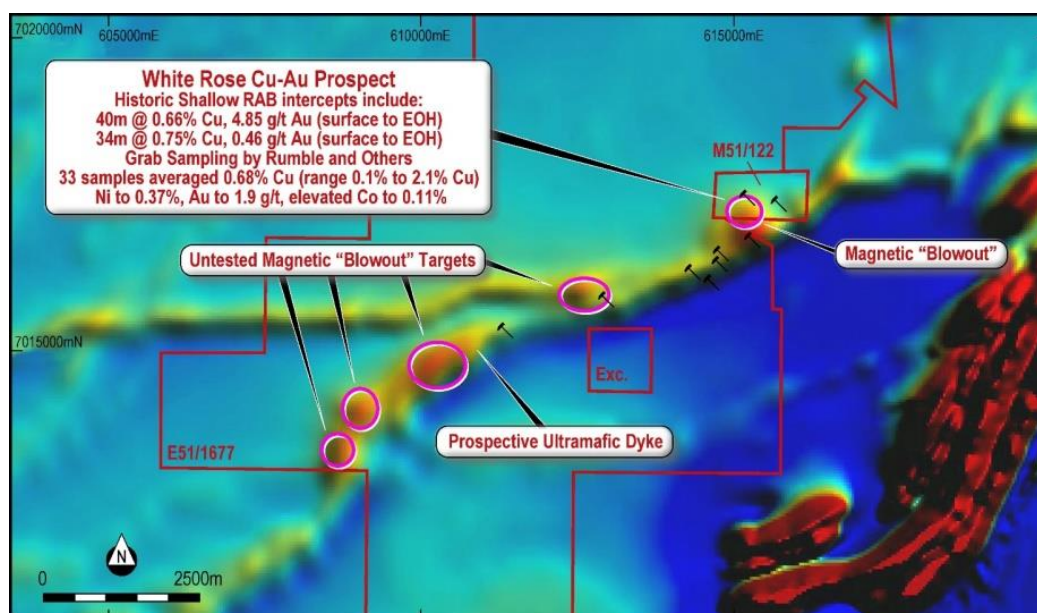 7020000mN
605000mE
610000mE
615000mE
White Rose Cu-Au Prospect
Historic Shallow RAB intercepts include:
40m @ 0.66% Cu, 4.85 g/t Au (surface to EOH)
34m @ 0.75% Cu, 0.46 g/t Au (surface to EOH)
Grab Sampling by Rumble and Others
33 samples averaged 0.68% Cu (range 0.1% to 2.1% Cu)
Ni to 0.37%, Au to 1.9 g/t, elevated Co to 0.11%
M51/122
Untested Magnetic “Blowout” Targets
Magnetic “Blowout”
7015000mN
Exc.
Prospective Ultramafic Dyke
E51/1677
N
0
2500m